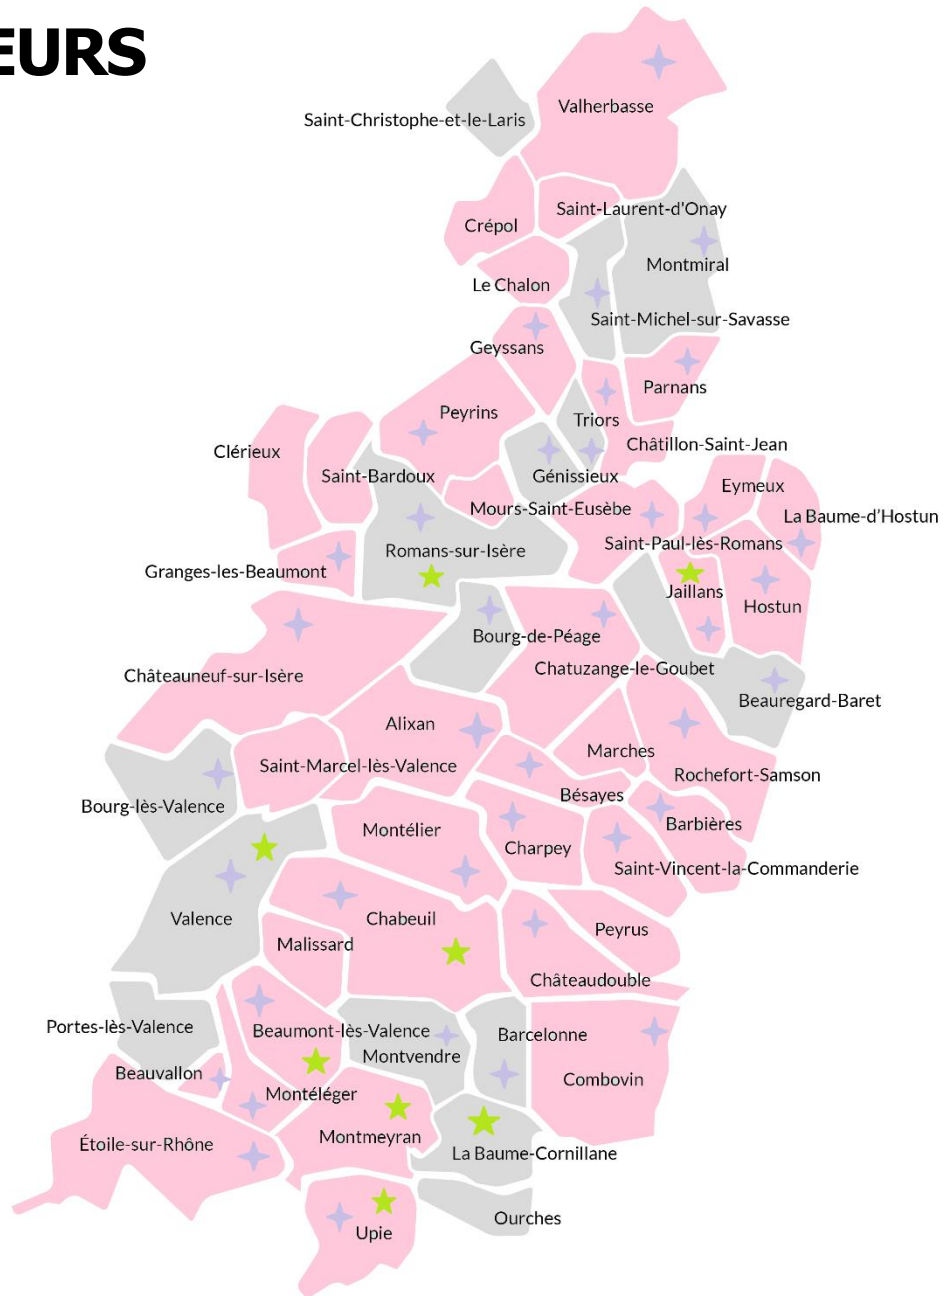 EURS
Valherbasse
Saint-Christophe-et-le-Laris
Saint-Laurent-d'Onay
Crépol
Montmiral
Le Chalon
Saint-Michel-sur-Savasse
Geyssans
Parnans
Peyrins
Triors
Châtillon-Saint-Jean
Clérieux
Saint-Bardoux
Génissieux
Eymeux
Mours-Saint-Eusèbe
La Baume-d’Hostun
Saint-Paul-lès-Romans
Romans-sur-Isère
Granges-les-Beaumont
Jaillans
Hostun
Bourg-de-Péage
Chatuzange-le-Goubet
Châteauneuf-sur-Isère
Beauregard-Baret
Alixan
Marches
Saint-Marcel-lès-Valence
Rochefort-Samson
Bésayes
Bourg-lès-Valence
Barbières
Montélier
Charpey
Saint-Vincent-la-Commanderie
Valence
Chabeuil
Peyrus
Malissard
Châteaudouble
Portes-lès-Valence
Beaumont-lès-Valence
Barcelonne
Montvendre
Beauvallon
Combovin
Montéléger
Montmeyran
Étoile-sur-Rhône
La Baume-Cornillane
Ourches
Upie